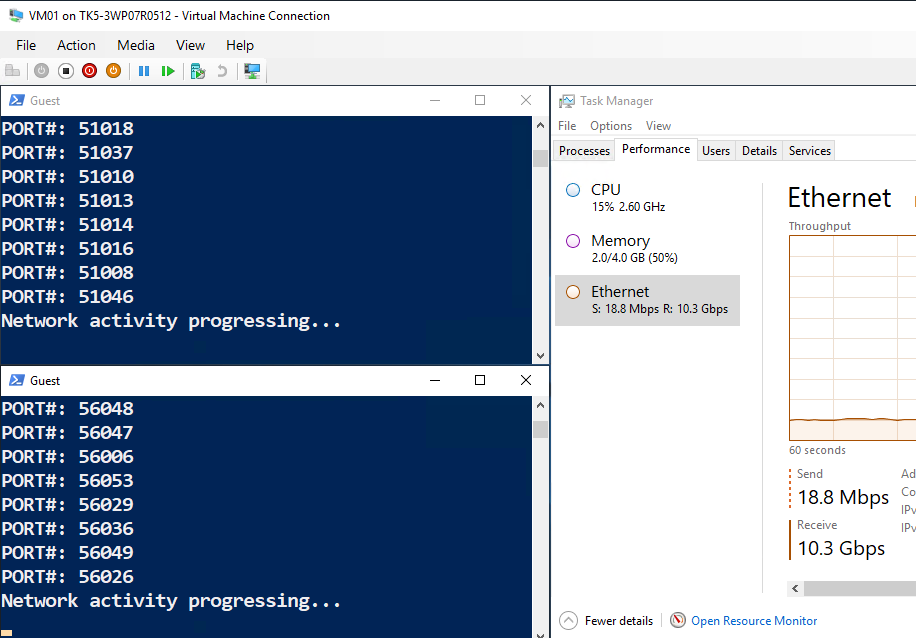 VM01 on TK5-3WP07R0512 - Virtual Machine Connection
File Action Media View Help
Guest
PORT#: 51018
PORT#: 51037
PORT#: 51010
PORT#: 51013
PORT#: 51014
PORT#: 51016
PORT#: 51008
PORT#: 51046
Network activity progressing...
Guest
PORT#: 56048
PORT#: 56047
PORT#: 56006
PORT#: 56053
PORT#: 56029
PORT#: 56036
PORT#: 56049
PORT#: 56026
Network activity progressing...
Task Manager
File Options View
Processes Performance Users Details Services
CPU
15% 2.60 GHz
Memory
2.0/4.0 GB (50%)
Ethernet
S: 18.8 Mbps R: 10.3 Gbps
Ethernet
Throughput
60 seconds
Send
18.8 Mbps
Receive
10.3 Gbps
Ad
Co
IPv
IPv
Fewer details
Open Resource Monitor